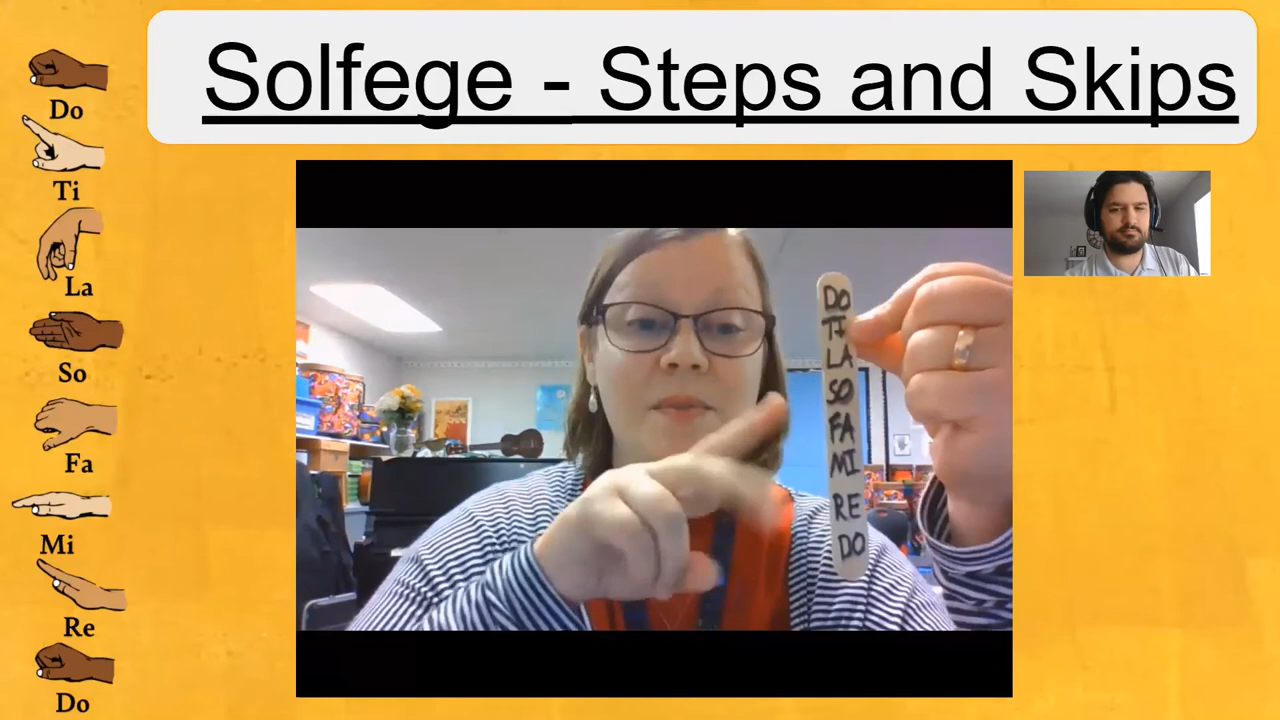 Solfege - Steps and Skips
Do
Ti
La
So
Fa
Mi
Re
Do
DO
TI
LA
SO
FA
MI
RE
DO